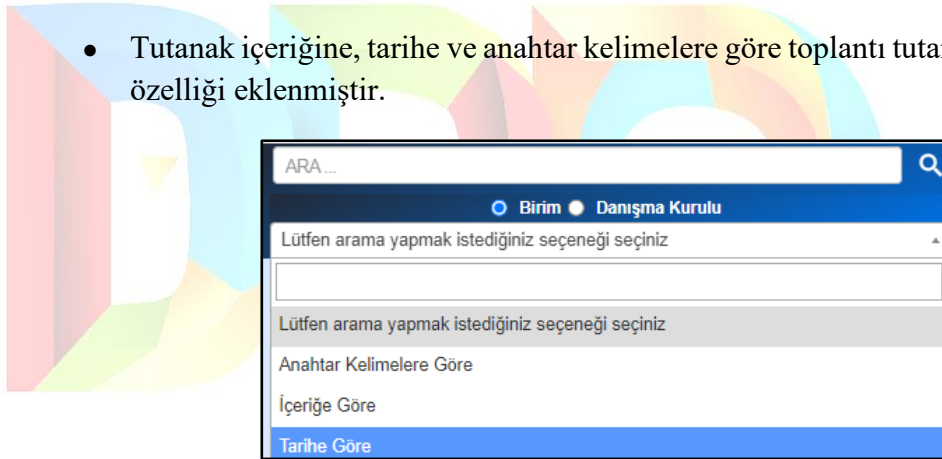 • Tutanak içeriğine, tarihe ve anahtar kelimelere göre toplantı
özelliği eklenmiştir.
ARA ...
Birim Danışma Kurulu
Lütfen arama yapmak istediğiniz seçeneği seçiniz
Lütfen arama yapmak istediğiniz seçeneği seçiniz
Anahtar Kelimelere Göre
İçeriğe Göre
Tarihe Göre